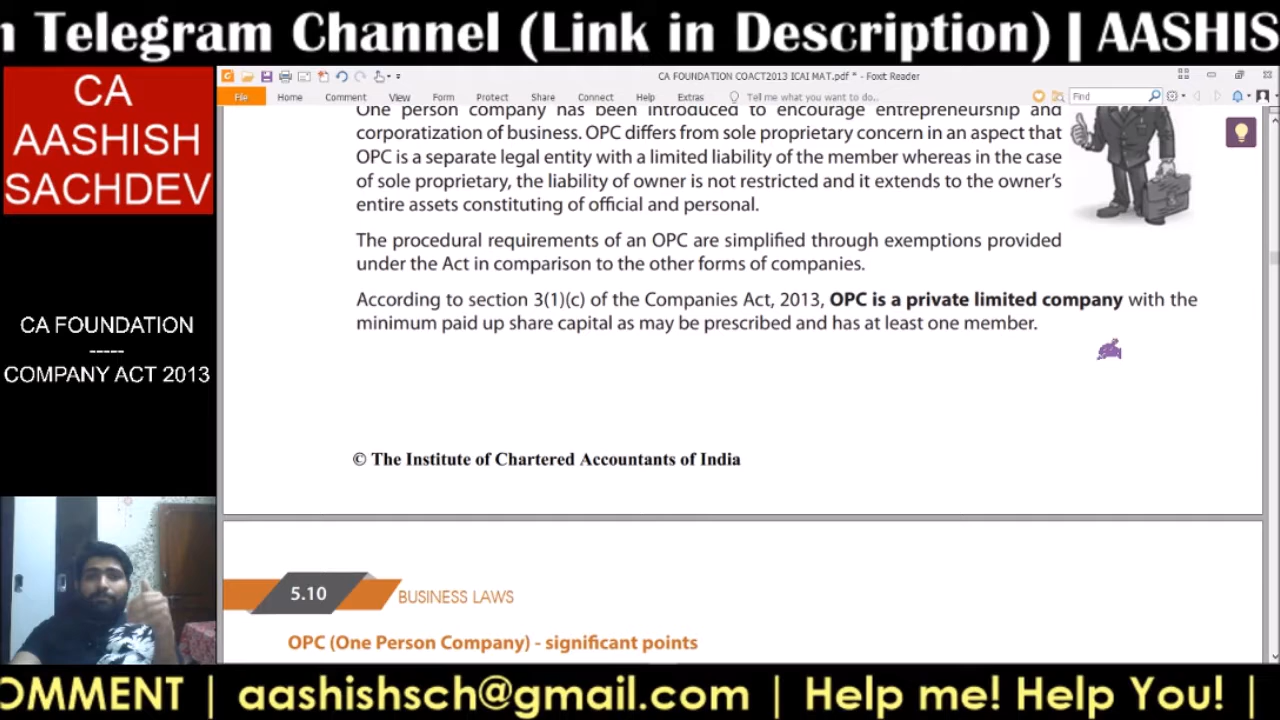 n Telegram Channel (Link in Description) | AASHIS
CA
AASHISH
SACHDEV
CA FOUNDATION
-----
COMPANY ACT 2013
CA FOUNDATION COACT2013 ICAI MAT.pdf * - Foxit Reader
File Home Comment View Form Protect Share Connect Help Extras Tell me what you want to do.. Find
One person company has been introduced to encourage entrepreneurship and
corporatization of business. OPC differs from sole proprietary concern in an aspect that
OPC is a separate legal entity with a limited liability of the member whereas in the case
of sole proprietary, the liability of owner is not restricted and it extends to the owner's
entire assets constituting of official and personal.
The procedural requirements of an OPC are simplified through exemptions provided
under the Act in comparison to the other forms of companies.
According to section 3(1)(c) of the Companies Act, 2013, OPC is a private limited company with the
minimum paid up share capital as may be prescribed and has at least one member.
© The Institute of Chartered Accountants of India
5.10 BUSINESS LAWS
OPC (One Person Company) - significant points
OMMENT | aashishsch@gmail.com | Help me! Help You! |